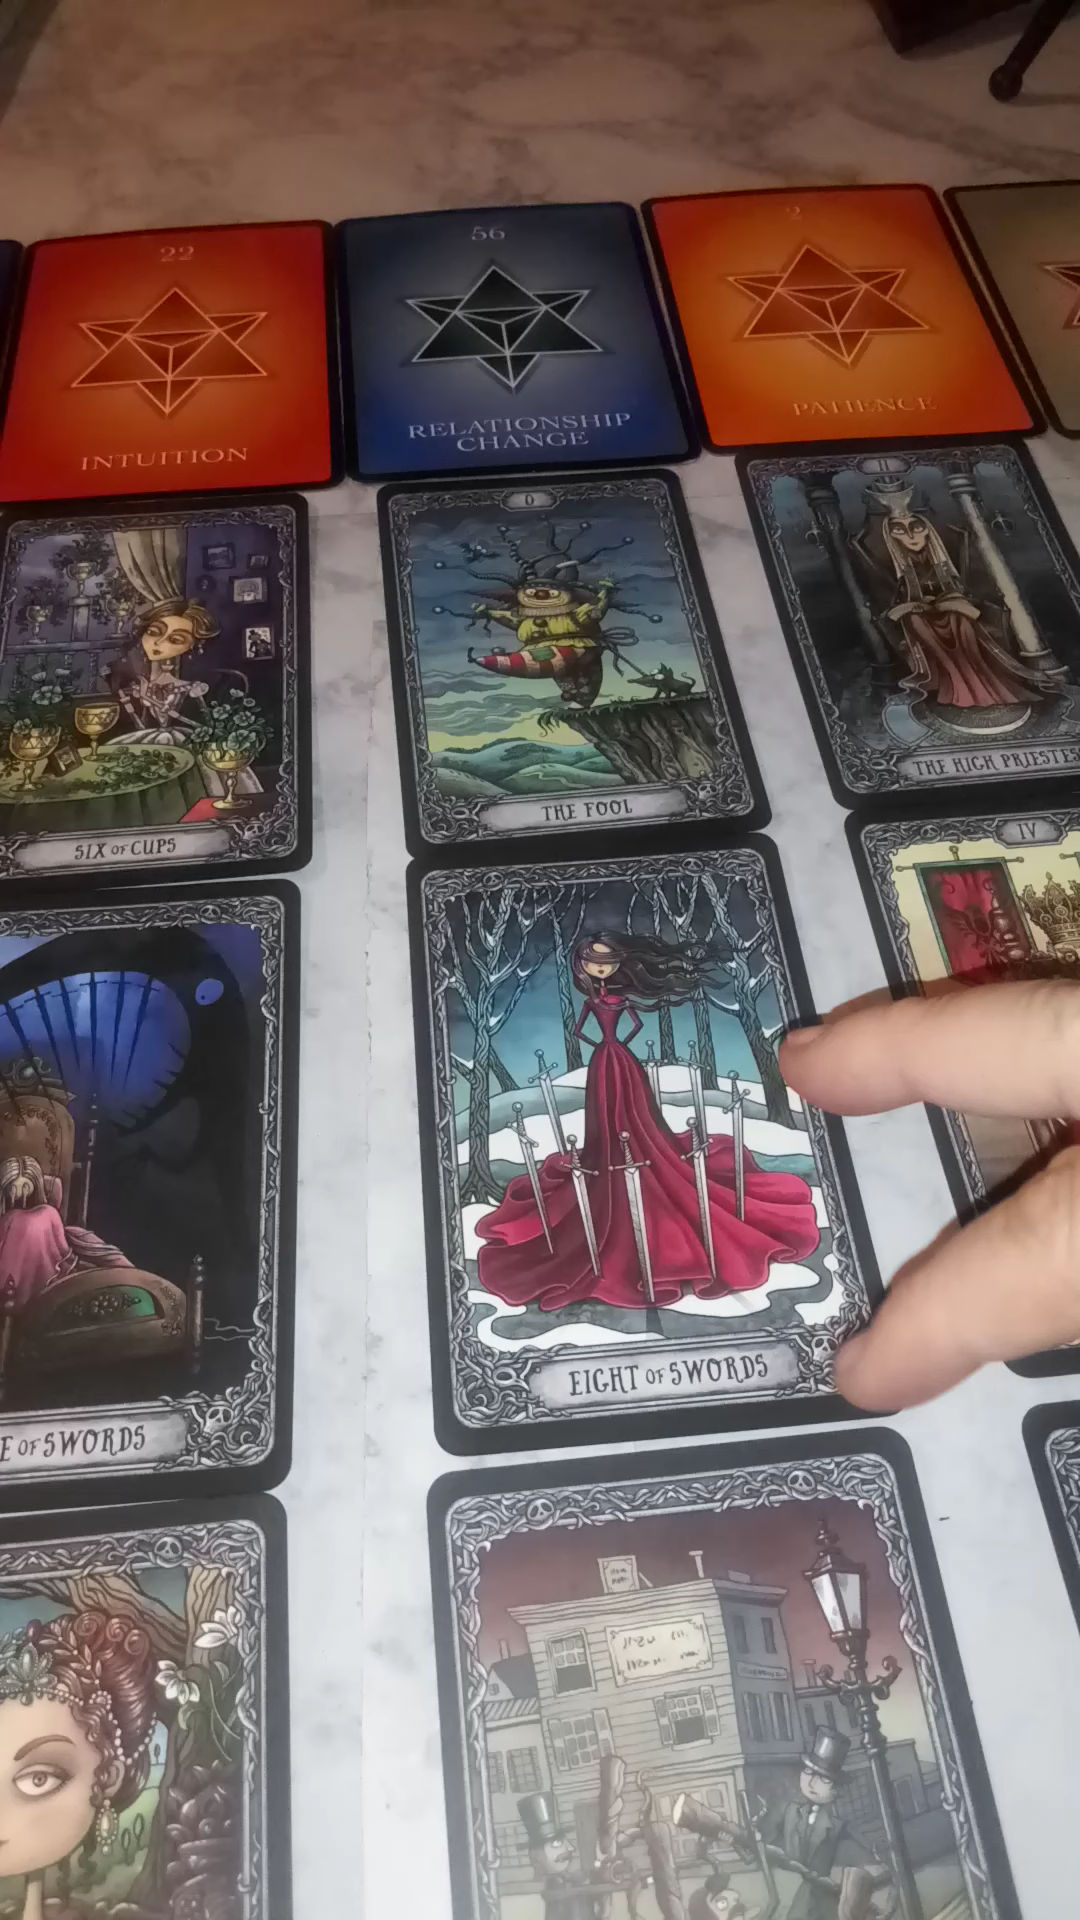 22
56
2
INTUITION
RELATIONSHIP
CHANGE
PATIENCE
0
II
SIX OF CUPS
THE FOOL
THE HIGH PRIESTES
IV
E OF SWORDS
EIGHT OF SWORDS